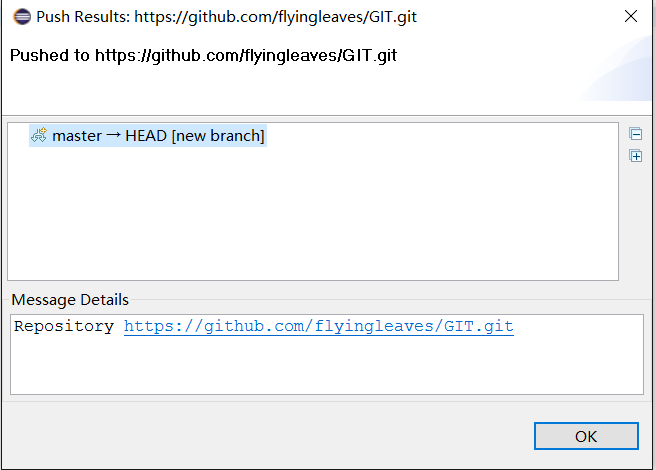 Push Results: https://github.com/flyingleaves/GIT.git
Pushed to https://github.com/flyingleaves/GIT.git
master → HEAD [new branch]
Message Details
Repository https://github.com/flyingleaves/GIT.git
OK